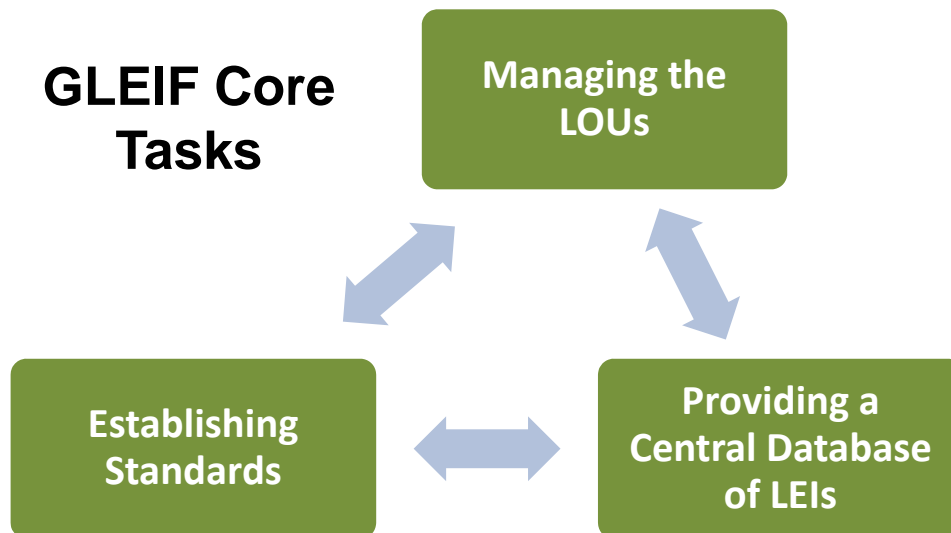 GLEIF Core
Tasks
Managing the
LOUs
Establishing
Standards
Providing a
Central Database
of LEIs